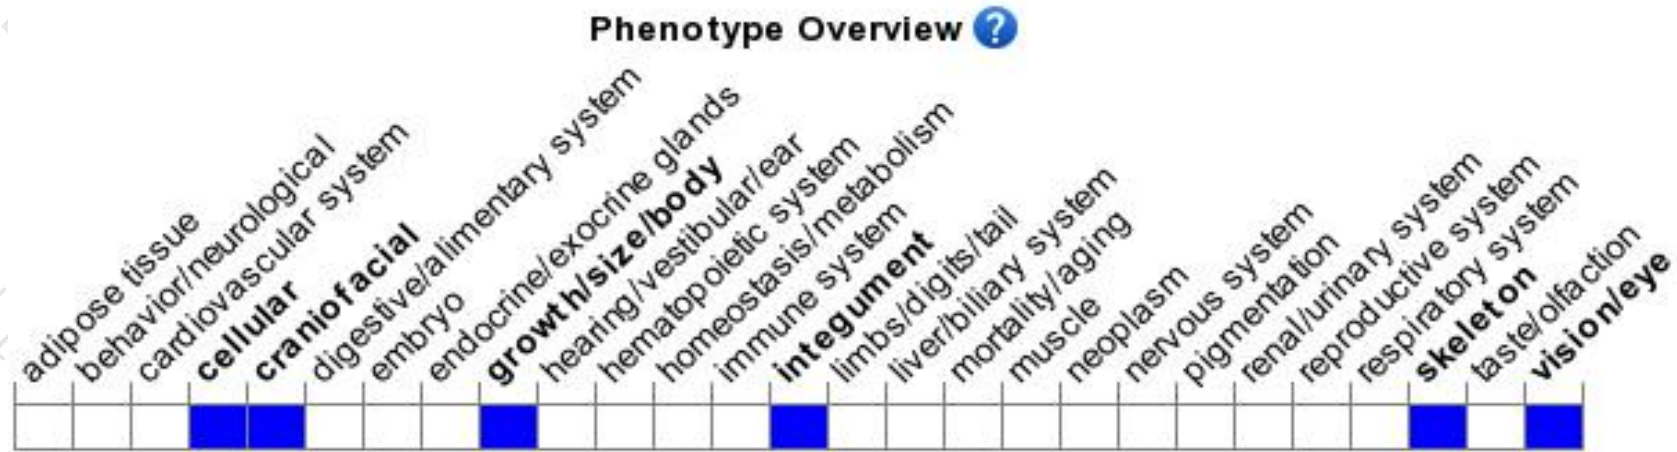 Phenotype Overview ?
adipose tissue
behavior/neurological
cardiovascular system
cellular
craniofacial
digestive/alimentary system
embryo
endocrine/exocrine glands
growth/size/body
hearing/vestibular/ear
hematopoietic system
homeostasis/metabolism
immune system
integument
limbs/digits/tail
liver/biliary system
mortality/aging
muscle
neoplasm
nervous system
pigmentation
renal/urinary system
reproductive system
respiratory system
skeleton
taste/olfaction
vision/eye